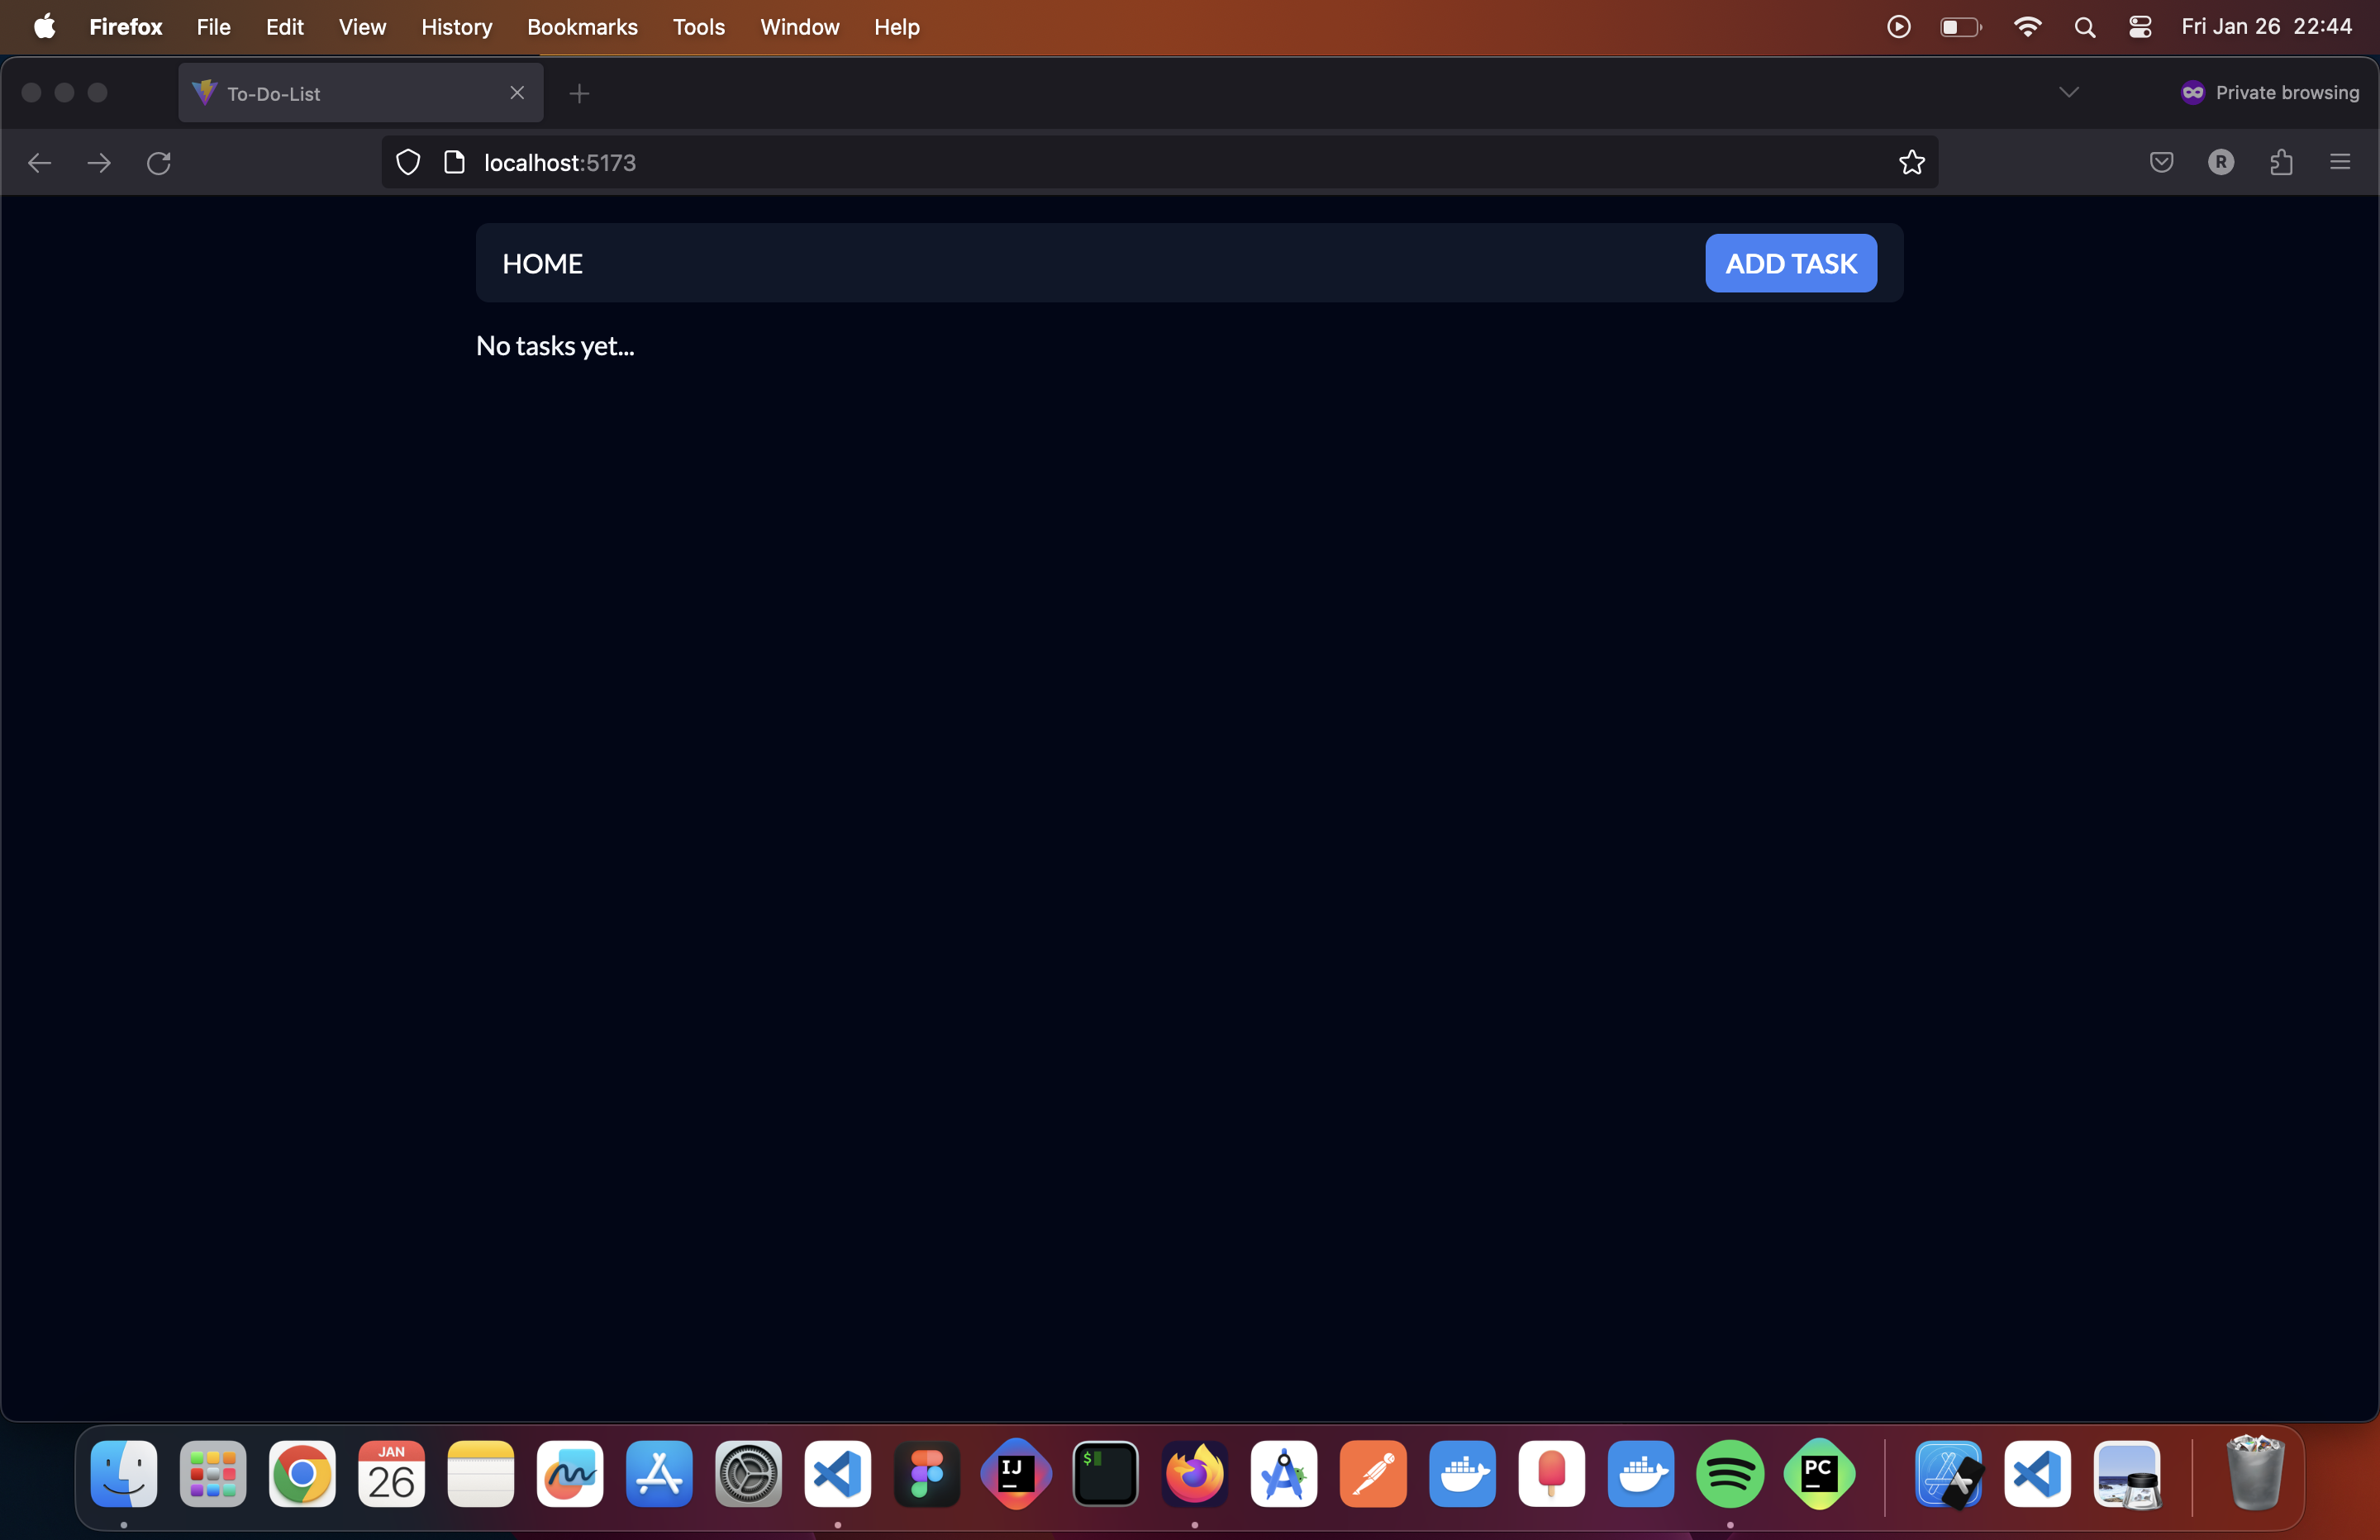 Firefox File Edit View History Bookmarks Tools Window Help Fri Jan 26 22:44
To-Do-List Private browsing
localhost:5173 R
HOME ADD TASK
No tasks yet...
JAN
26
IJ
$
PC